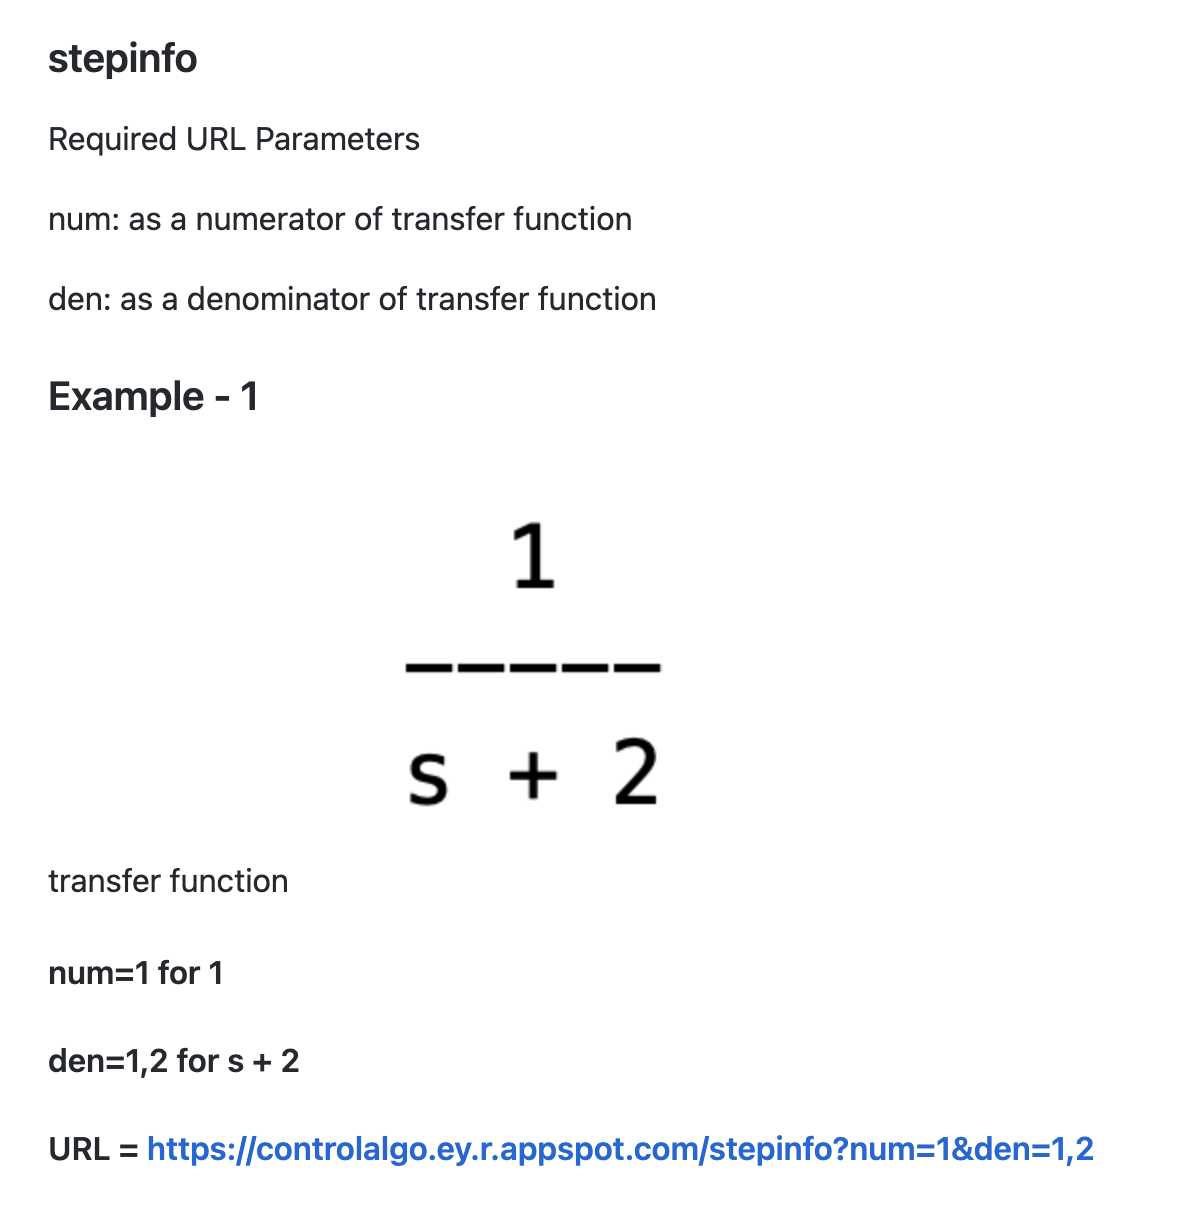 stepinfo
Required URL Parameters
num: as a numerator of transfer function
den: as a denominator of transfer function
Example - 1
1
-----
s + 2
transfer function
num=1 for 1
den=1,2 for s + 2
URL = https://controlalgo.ey.r.appspot.com/stepinfo?num=1&den=1,2